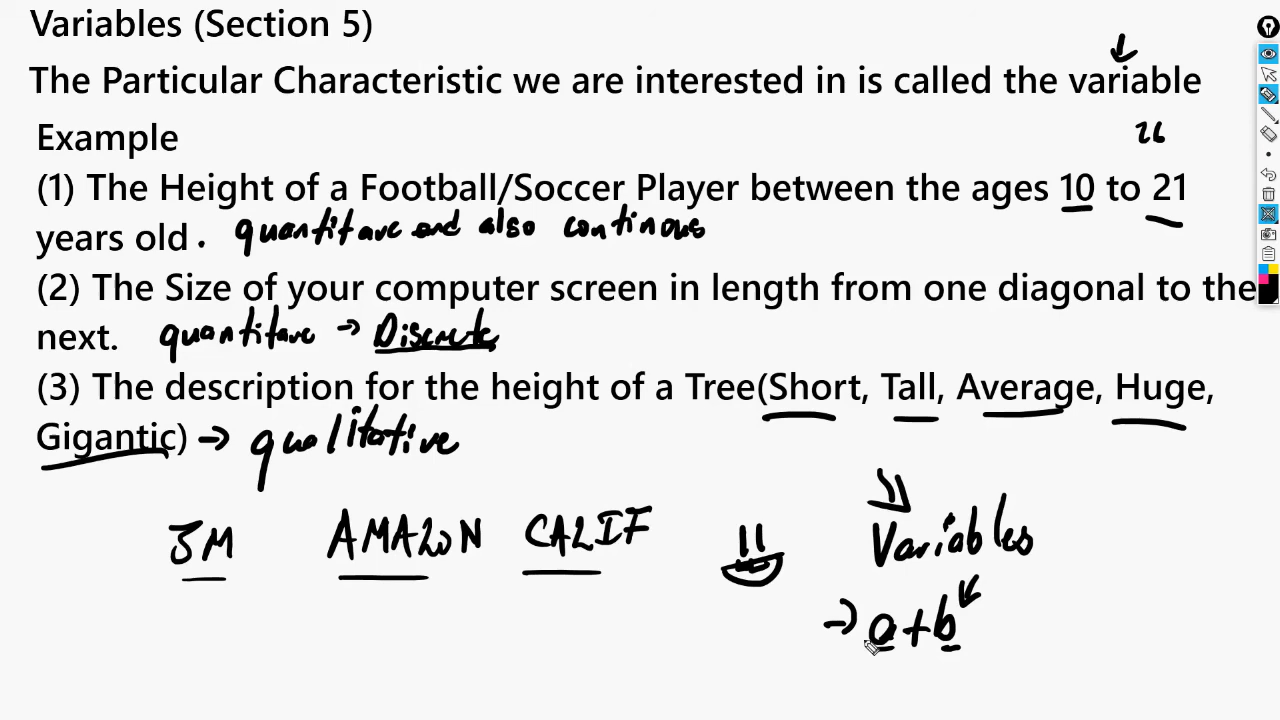 Variables (Section 5)
The Particular Characteristic we are interested in is called the variable
Example
26
(1) The Height of a Football/Soccer Player between the ages 10 to 21
years old. quantitave and also continous
(2) The Size of your computer screen in length from one diagonal to the
next. quantitave → Discrete
(3) The description for the height of a Tree(Short, Tall, Average, Huge,
Gigantic) → qualitative
3M AMAZON CALIF Variables
→ a+b